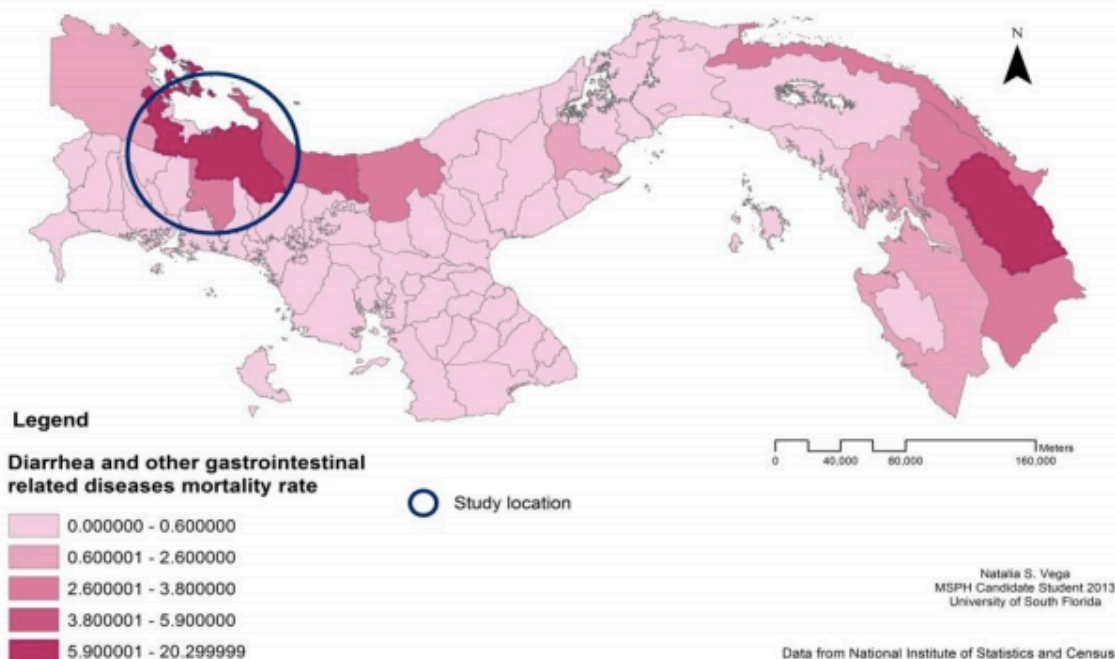 N
Legend
Diarrhea and other gastrointestinal
related diseases mortality rate
0.000000 - 0.600000
0.600001 - 2.600000
2.600001 - 3.800000
3.800001 - 5.900000
5.900001 - 20.299999
Study location
Meters
0 40,000 80,000 160,000
Natalia S. Vega
MSPH Candidate Student 2013
University of South Florida
Data from National Institute of Statistics and Census